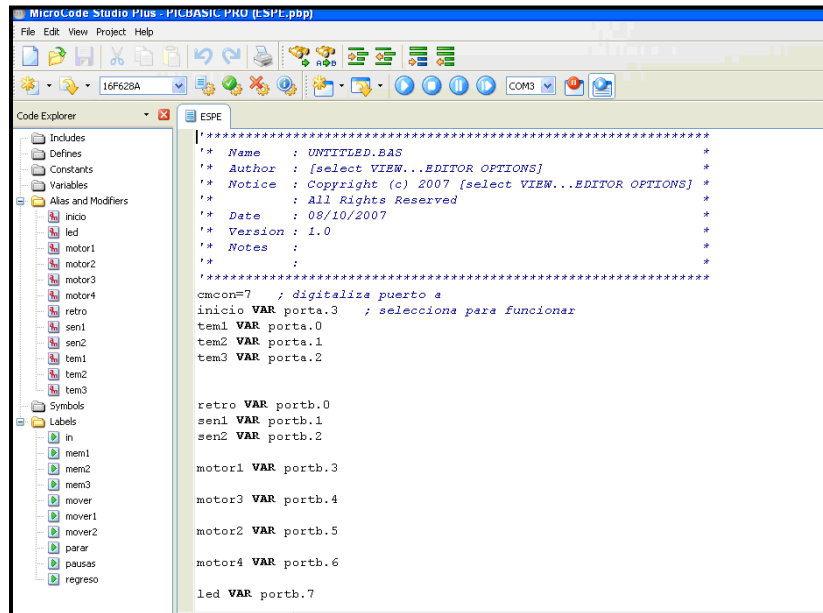 MicroCode Studio Plus - PICBASIC PRO (ESPE.pbp)
File Edit View Project Help
16F628A
COM3
Code Explorer
ESPE
Includes
Defines
Constants
Variables
Alias and Modifiers
inicio
led
motor1
motor2
motor3
motor4
retro
sen1
sen2
tem1
tem2
tem3
Symbols
Labels
in
mem1
mem2
mem3
mover
mover1
mover2
parar
pausas
regreso
'****************************************************************
'*  Name    : UNTITLED.BAS                                      *
'*  Author  : [select VIEW...EDITOR OPTIONS]                    *
'*  Notice  : Copyright (c) 2007 [select VIEW...EDITOR OPTIONS] *
'*          : All Rights Reserved                               *
'*  Date    : 08/10/2007                                        *
'*  Version : 1.0                                               *
'*  Notes   :                                                   *
'*          :                                                   *
'****************************************************************
cmcon=7   ; digitaliza puerto a
inicio VAR porta.3   ; selecciona para funcionar
tem1 VAR porta.0
tem2 VAR porta.1
tem3 VAR porta.2
retro VAR portb.0
sen1 VAR portb.1
sen2 VAR portb.2
motor1 VAR portb.3
motor3 VAR portb.4
motor2 VAR portb.5
motor4 VAR portb.6
led VAR portb.7